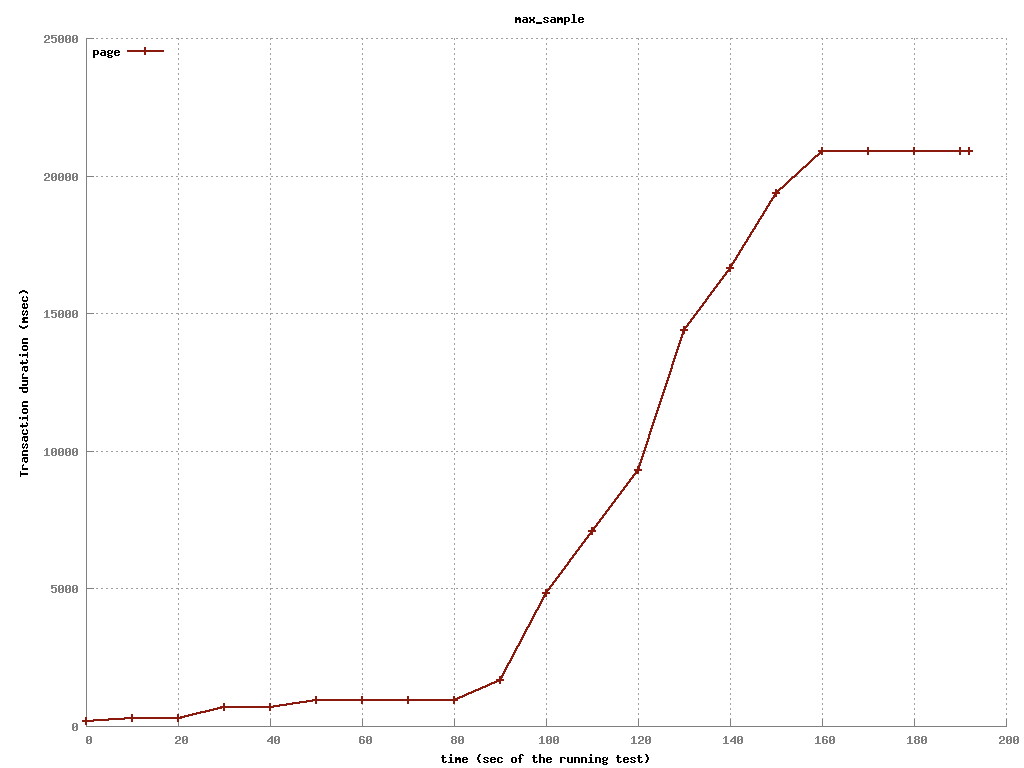 max_sample
page
25000
20000
15000
10000
5000
0
Transaction duration (msec)
0 20 40 60 80 100 120 140 160 180 200
time (sec of the running test)